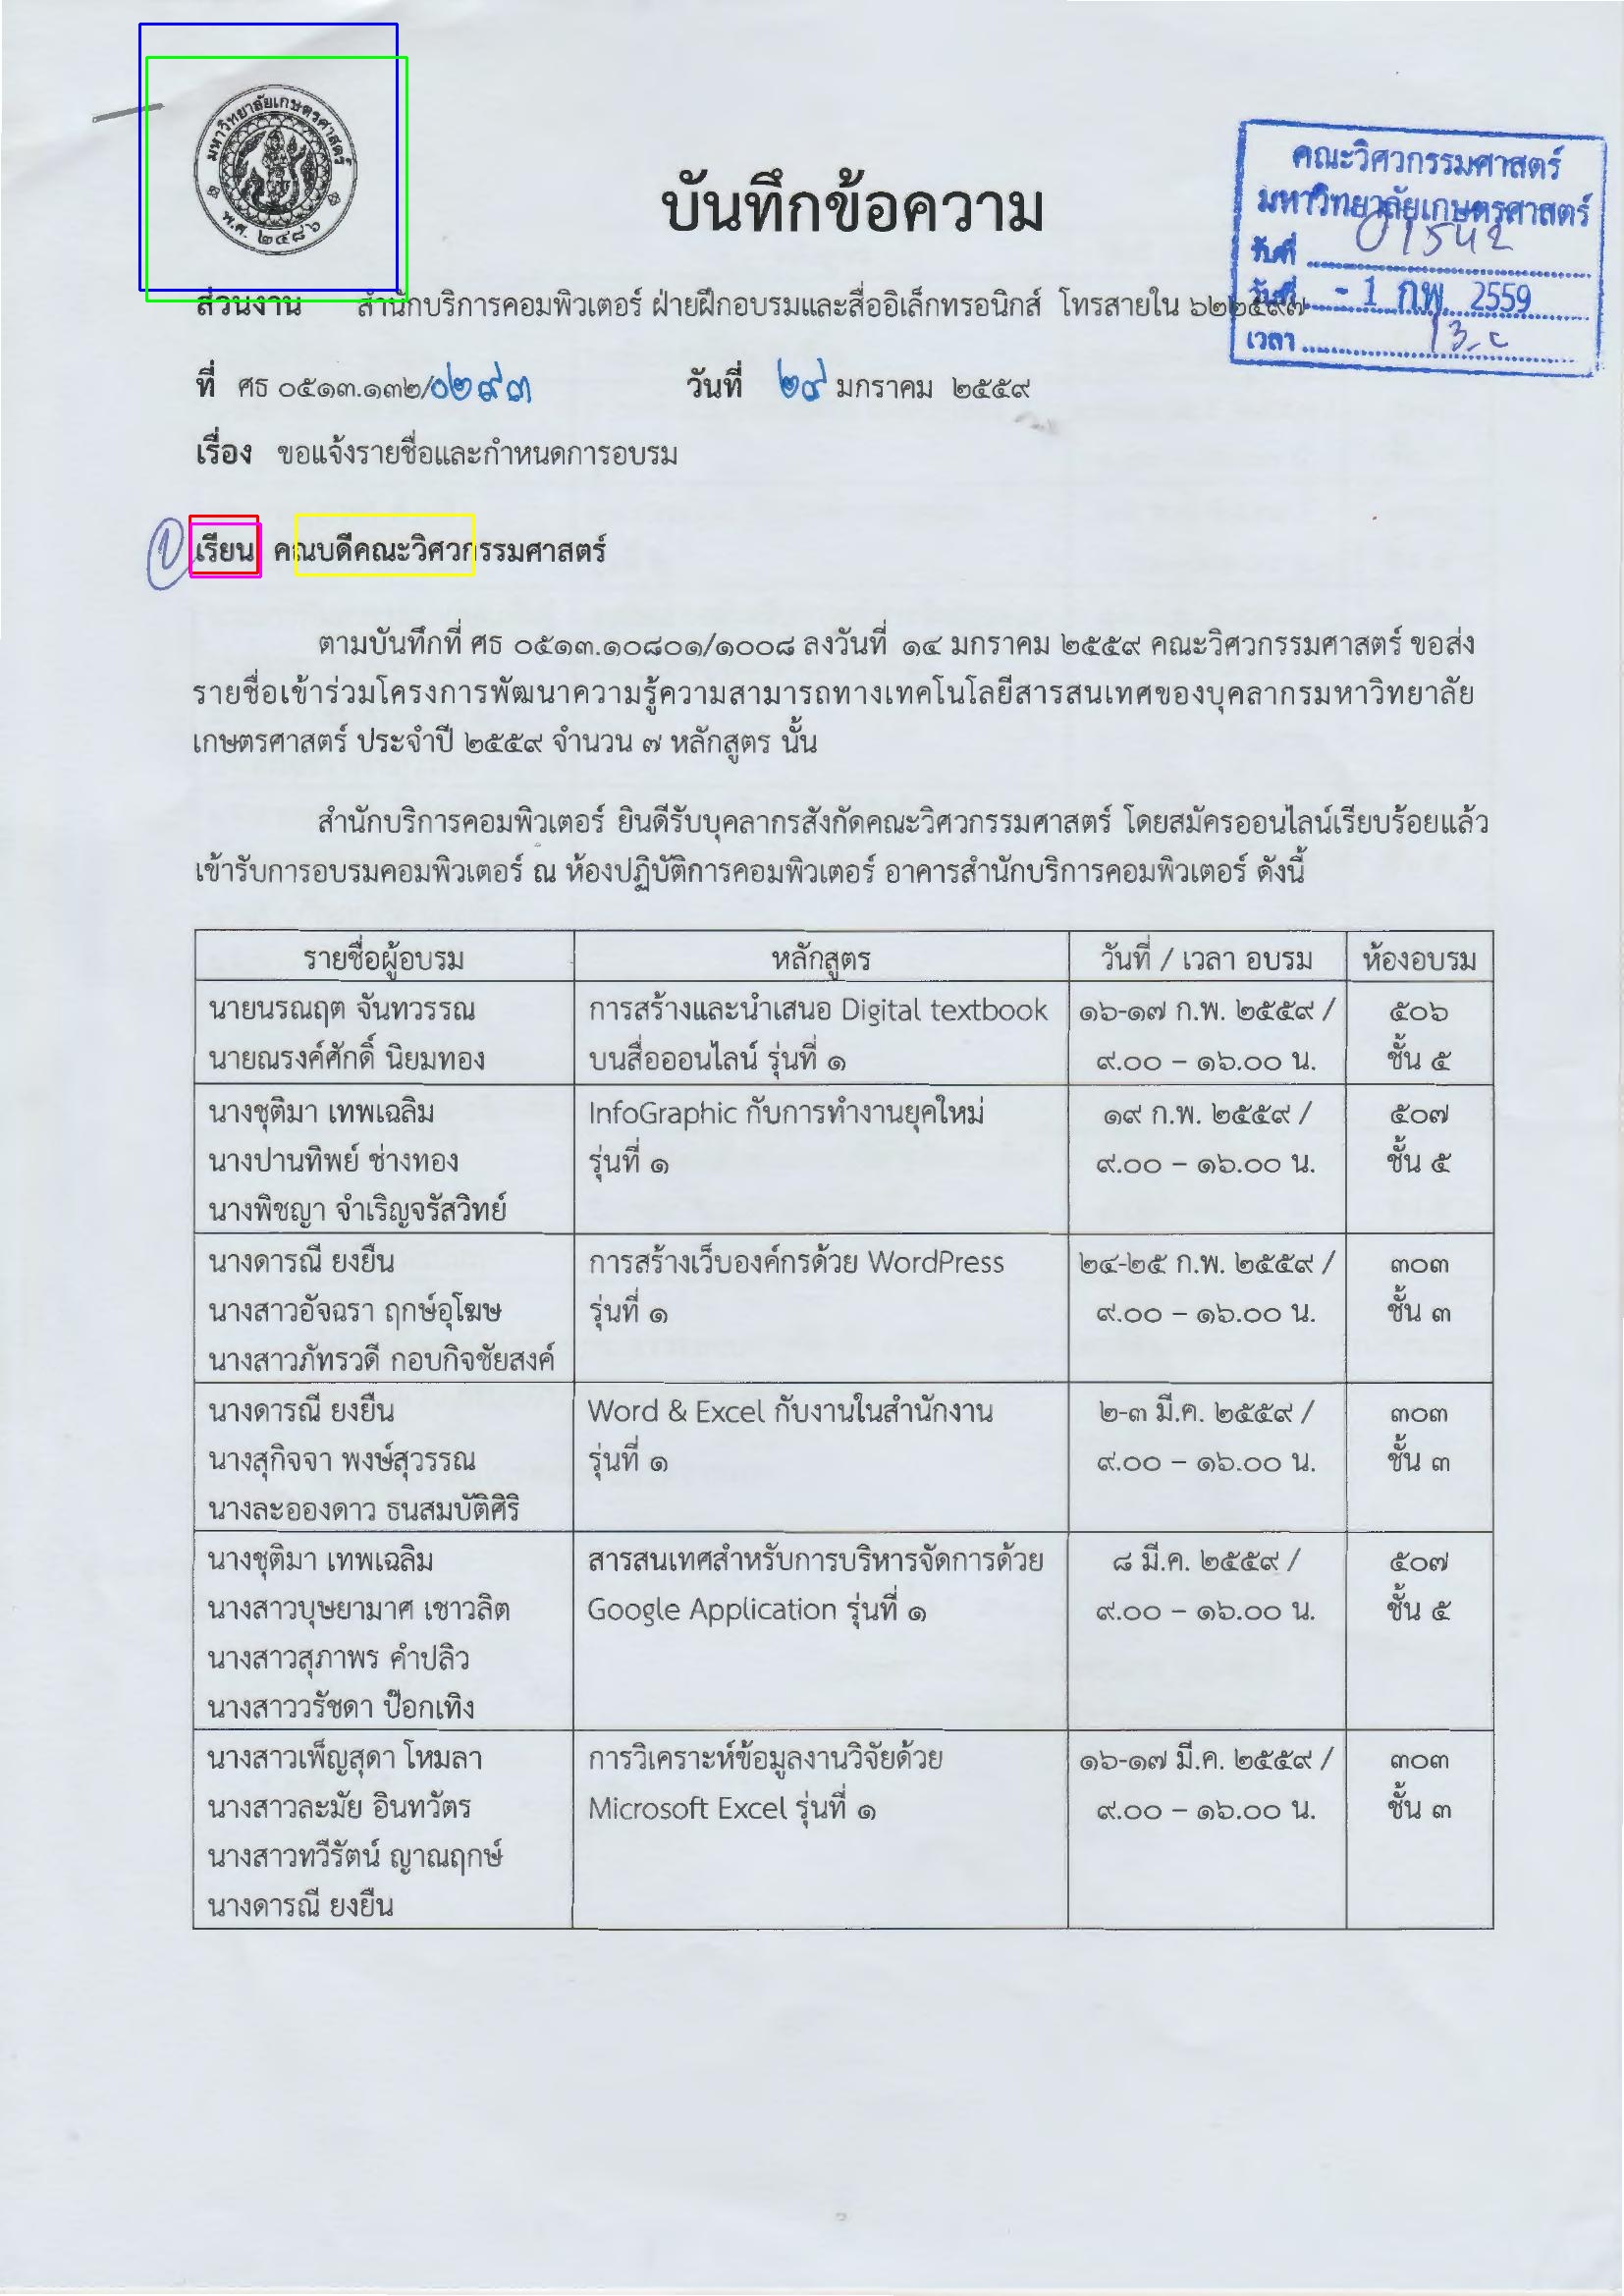 มหาวิทยาลัยเกษตรศาสตร์
พ.ศ. ๒๔๘๖
บันทึกข้อความ
คณะวิศวกรรมศาสตร์
มหาวิทยาลัยเกษตรศาสตร์
รับที่ 01542
วันที่ - 1 กพ. 2559
เวลา
ส่วนงาน สำนักบริการคอมพิวเตอร์ ฝ่ายฝึกอบรมและสื่ออิเล็กทรอนิกส์ โทรสายใน ๖๒๒๕๙๗
ที่ ศธ ๐๕๑๓.๑๓๒/๐๒๙๓ วันที่ ๒๙ มกราคม ๒๕๕๙
เรื่อง ขอแจ้งรายชื่อและกำหนดการอบรม
เรียน คณบดีคณะวิศวกรรมศาสตร์
ตามบันทึกที่ ศธ ๐๕๑๓.๑๐๘๐๑/๑๐๐๘ ลงวันที่ ๑๔ มกราคม ๒๕๕๙ คณะวิศวกรรมศาสตร์ ขอส่ง
รายชื่อเข้าร่วมโครงการพัฒนาความรู้ความสามารถทางเทคโนโลยีสารสนเทศของบุคลากรมหาวิทยาลัย
เกษตรศาสตร์ ประจำปี ๒๕๕๙ จำนวน ๗ หลักสูตร นั้น
สำนักบริการคอมพิวเตอร์ ยินดีรับบุคลากรสังกัดคณะวิศวกรรมศาสตร์ โดยสมัครออนไลน์เรียบร้อยแล้ว
เข้ารับการอบรมคอมพิวเตอร์ ณ ห้องปฏิบัติการคอมพิวเตอร์ อาคารสำนักบริการคอมพิวเตอร์ ดังนี้
รายชื่อผู้อบรม หลักสูตร วันที่ / เวลา อบรม ห้องอบรม
นายนรณฤต จันทวรรณ การสร้างและนำเสนอ Digital textbook ๑๖-๑๗ ก.พ. ๒๕๕๙ / ๕๐๖
นายณรงค์ศักดิ์ นิยมทอง บนสื่อออนไลน์ รุ่นที่ ๑ ๙.๐๐ – ๑๖.๐๐ น. ชั้น ๕
นางชุติมา เทพเฉลิม InfoGraphic กับการทำงานยุคใหม่ ๑๙ ก.พ. ๒๕๕๙ / ๕๐๗
นางปานทิพย์ ช่างทอง รุ่นที่ ๑ ๙.๐๐ – ๑๖.๐๐ น. ชั้น ๕
นางพิชญา จำเริญจรัสวิทย์
นางดารณี ยงยืน การสร้างเว็บองค์กรด้วย WordPress ๒๔-๒๕ ก.พ. ๒๕๕๙ / ๓๐๓
นางสาวอัจฉรา ฤกษ์อุโฆษ รุ่นที่ ๑ ๙.๐๐ – ๑๖.๐๐ น. ชั้น ๓
นางสาวภัทรวดี กอบกิจชัยสงค์
นางดารณี ยงยืน Word & Excel กับงานในสำนักงาน ๒-๓ มี.ค. ๒๕๕๙ / ๓๐๓
นางสุกิจจา พงษ์สุวรรณ รุ่นที่ ๑ ๙.๐๐ – ๑๖.๐๐ น. ชั้น ๓
นางละอองดาว ธนสมบัติศิริ
นางชุติมา เทพเฉลิม สารสนเทศสำหรับการบริหารจัดการด้วย ๘ มี.ค. ๒๕๕๙ / ๕๐๗
นางสาวบุษยามาศ เชาวลิต Google Application รุ่นที่ ๑ ๙.๐๐ – ๑๖.๐๐ น. ชั้น ๕
นางสาวสุภาพร คำปลิว
นางสาววรัชดา ป๊อกเทิง
นางสาวเพ็ญสุดา โหมลา การวิเคราะห์ข้อมูลงานวิจัยด้วย ๑๖-๑๗ มี.ค. ๒๕๕๙ / ๓๐๓
นางสาวละมัย อินทวัตร Microsoft Excel รุ่นที่ ๑ ๙.๐๐ – ๑๖.๐๐ น. ชั้น ๓
นางสาวทวีรัตน์ ญาณฤกษ์
นางดารณี ยงยืน